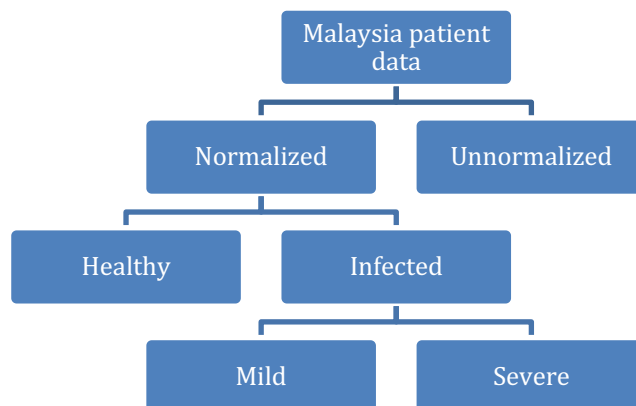 Malaysia patient
data
Normalized
Unnormalized
Healthy
Infected
Mild
Severe